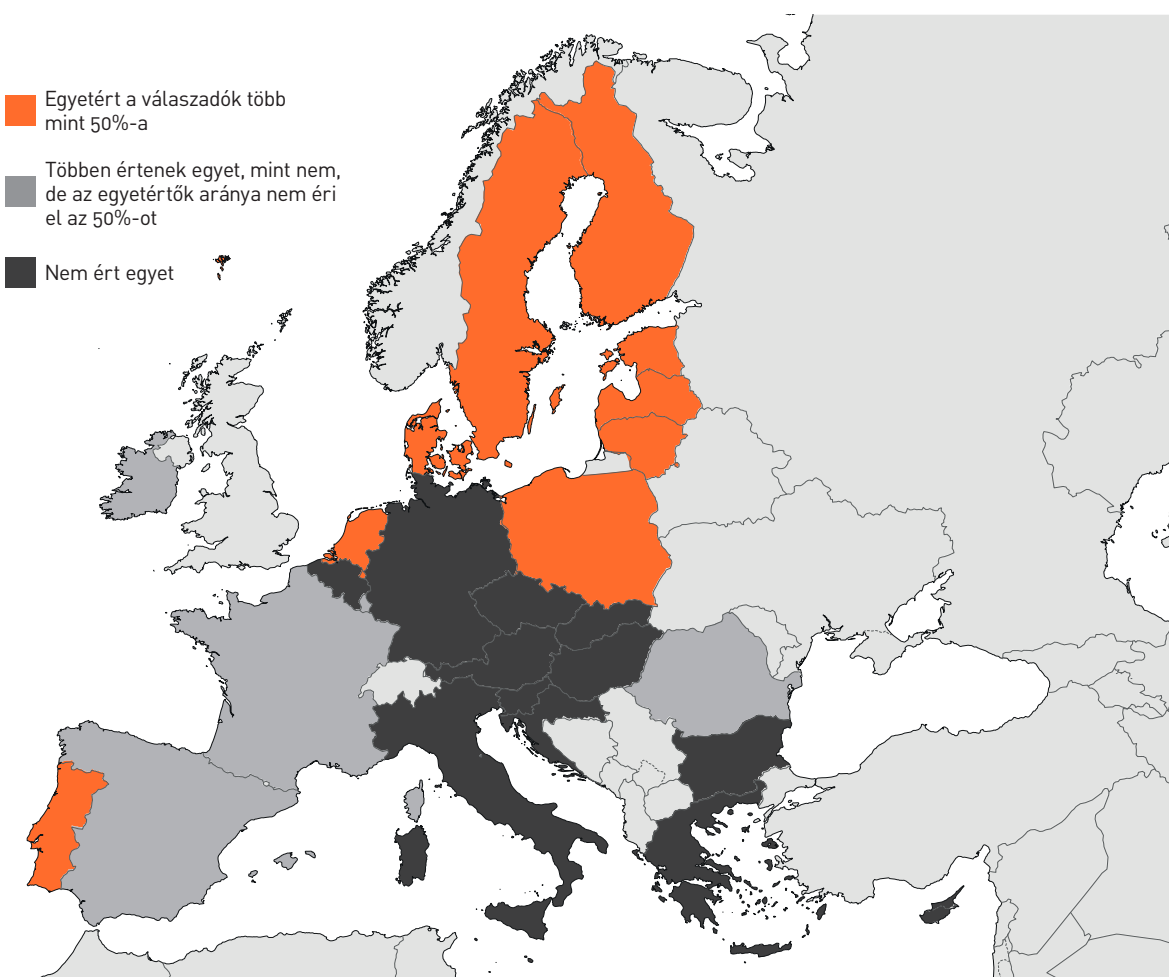 Egyetért a válaszadók több
mint 50%-a
Többen értenek egyet, mint nem,
de az egyetértők aránya nem éri
el az 50%-ot
Nem ért egyet